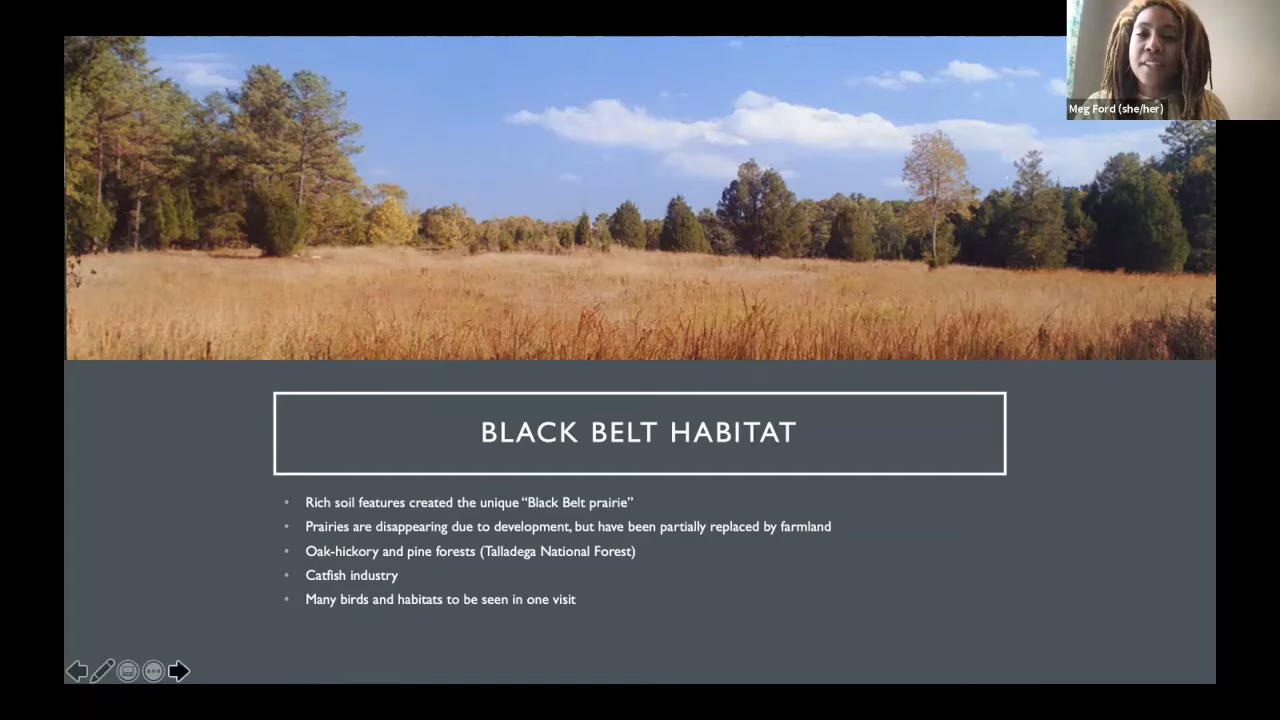 Meg Ford (she/her)
BLACK BELT HABITAT
• Rich soil features created the unique “Black Belt prairie”
• Prairies are disappearing due to development, but have been partially replaced by farmland
• Oak-hickory and pine forests (Talladega National Forest)
• Catfish industry
• Many birds and habitats to be seen in one visit